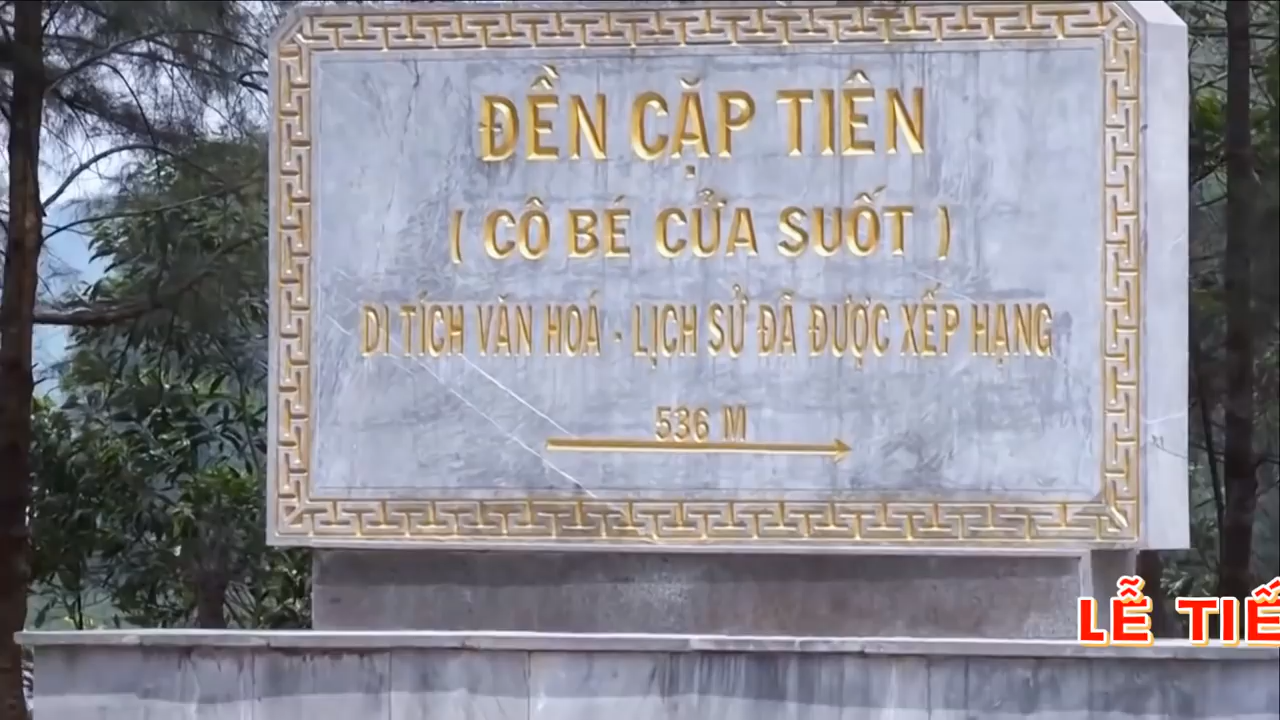 ĐỀN CẶP TIÊN
( CÔ BÉ CỬA SUỐT )
DI TÍCH VĂN HOÁ - LỊCH SỬ ĐÃ ĐƯỢC XẾP HẠNG
536 M
LỄ TIẾ